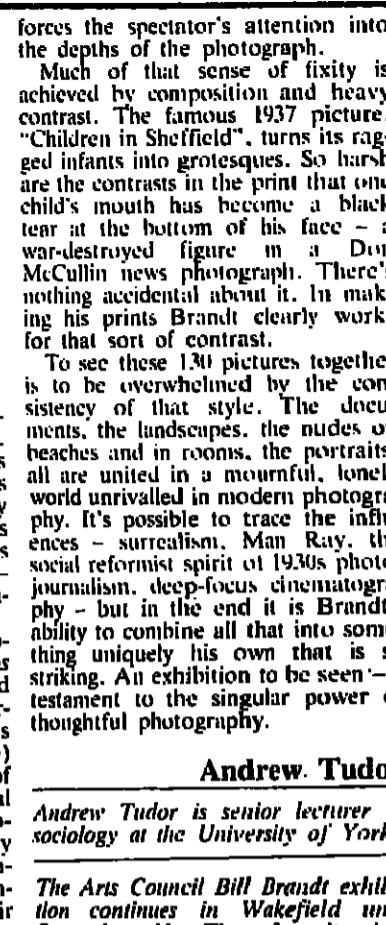 forces the spectator's attention into
the depths of the photograph.
Much of that sense of fixity is
achieved by composition and heavy
contrast. The famous 1937 picture,
"Children in Sheffield", turns its rag-
ged infants into grotesques. So harsh
are the contrasts in the print that one
child's mouth has become a black
tear at the bottom of his face – a
war-destroyed figure in a Don
McCullin news photograph. There's
nothing accidental about it. In mak-
ing his prints Brandt clearly work
for that sort of contrast.
To see these 130 pictures together
is to be overwhelmed by the con
sistency of that style. The docu
ments, the landscapes, the nudes on
beaches and in rooms, the portraits
all are united in a mournful, lonel
world unrivalled in modern photogra
phy. It's possible to trace the influ
ences – surrealism, Man Ray, th
social reformist spirit of 1930s photo
journalism, deep-focus cinematogra
phy – but in the end it is Brandt
ability to combine all that into som
thing uniquely his own that is s
striking. An exhibition to be seen –
testament to the singular power
thoughtful photography.
Andrew Tudo
Andrew Tudor is senior lecturer
sociology at the University of York
The Arts Council Bill Brandt exhib
tion continues in Wakefield un